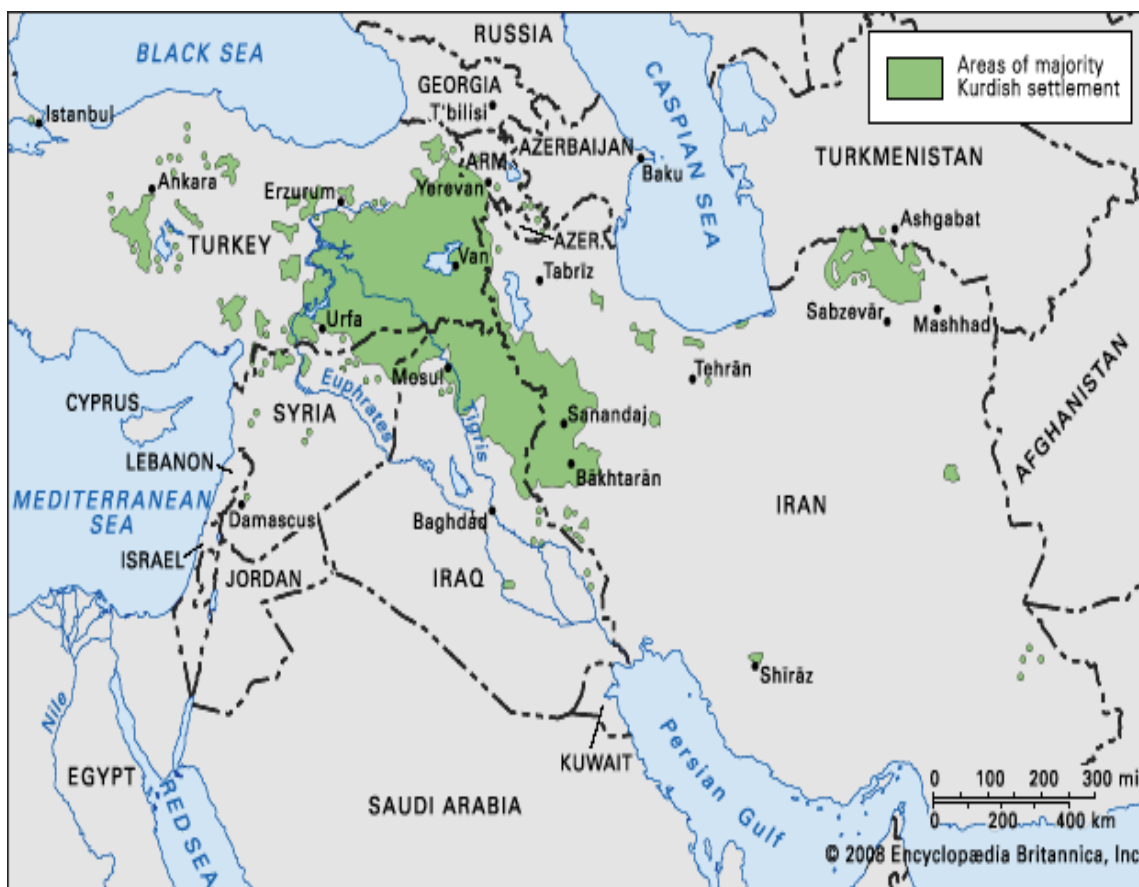 RUSSIA
BLACK SEA
GEORGIA
T'bilisi
CASPIAN SEA
Areas of majority
Kurdish settlement
Istanbul
ARM.
AZERBAIJAN
Baku
TURKMENISTAN
Ankara
Erzurum
Yerevan
Ashgabat
TURKEY
AZER.
Van
Tabrīz
Sabzevār
Mashhad
Urfa
Mosul
Tehrān
AFGHANISTAN
CYPRUS
SYRIA
Euphrates
Tigris
Sanandaj
LEBANON
Bākhtarān
MEDITERRANEAN
SEA
Damascus
Baghdād
IRAN
ISRAEL
JORDAN
IRAQ
Shīrāz
Nile
KUWAIT
EGYPT
RED SEA
SAUDI ARABIA
Persian Gulf
0 100 200 300 mi
0 200 400 km
© 2008 Encyclopædia Britannica, Inc